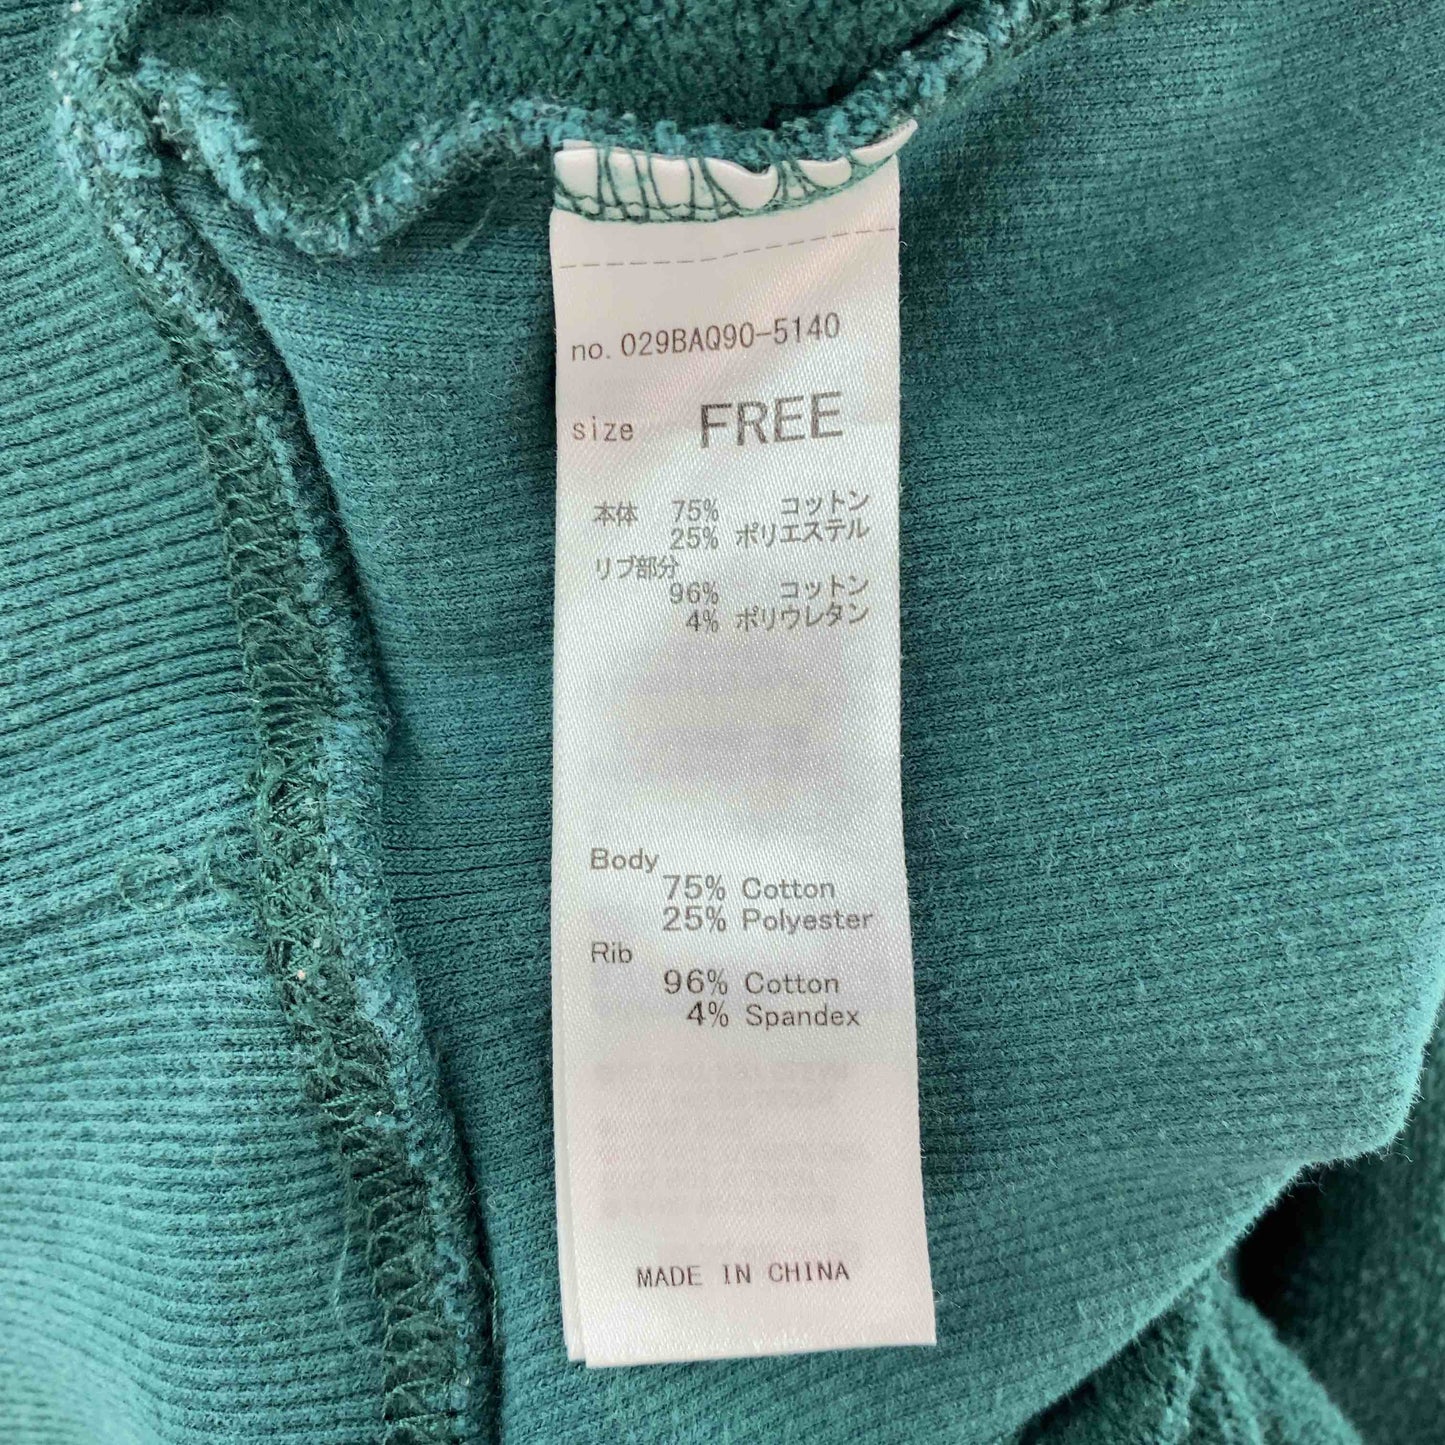 no. 029BAQ90-5140
size FREE
本体 75% コットン
25% ポリエステル
リブ部分
96% コットン
4% ポリウレタン
Body
75% Cotton
25% Polyester
Rib
96% Cotton
4% Spandex
MADE IN CHINA